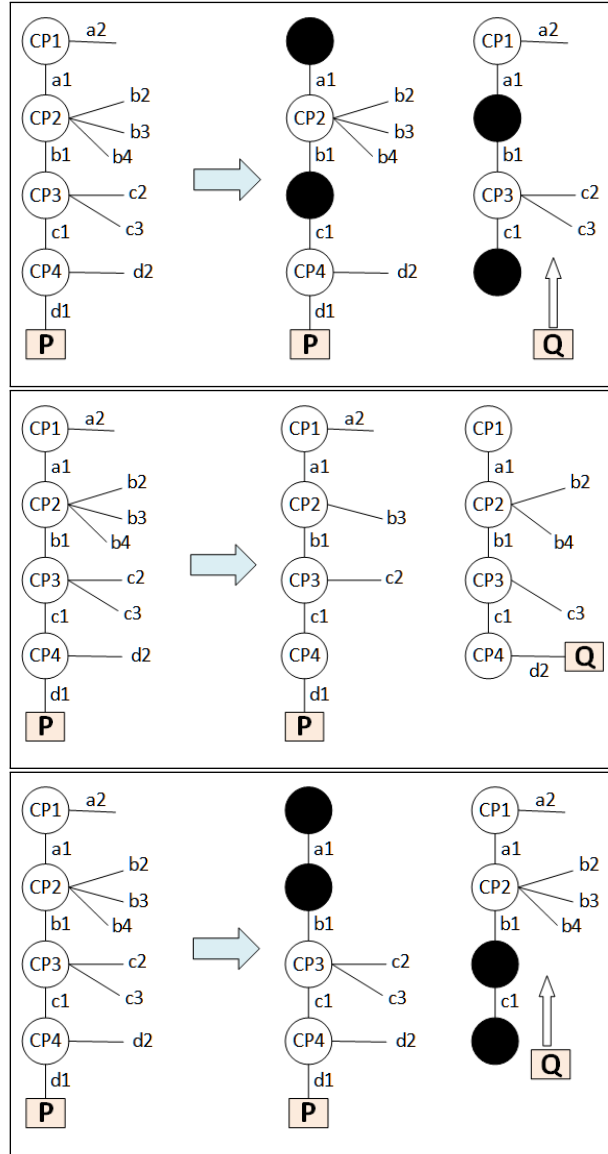 CP1 a2 CP1 a2
a1 a1 a1
CP2 b2 CP2 b2
b3 b3
b1 b4 b1 b4 b1
CP3 c2 c2 CP3 c2
c1 c3 c1 c3 c1 c3
CP4 d2 CP4 d2
d1 d1
P P Q
CP1 a2 CP1 a2 CP1
a1 a1 a1
CP2 b2 CP2 CP2 b2
b3 b3
b1 b4 b1 b1 b4
CP3 c2 CP3 c2 CP3
c1 c3 c1 c1 c3
CP4 d2 CP4 CP4 Q
d1 d1 d2
P P
CP1 a2 CP1 a2
a1 a1 a1
CP2 b2 CP2 b2
b3 b3
b1 b4 b1 b1 b4
CP3 c2 CP3 c2
c1 c3 c1 c3 c1
CP4 d2 CP4 d2
d1 d1 Q
P P